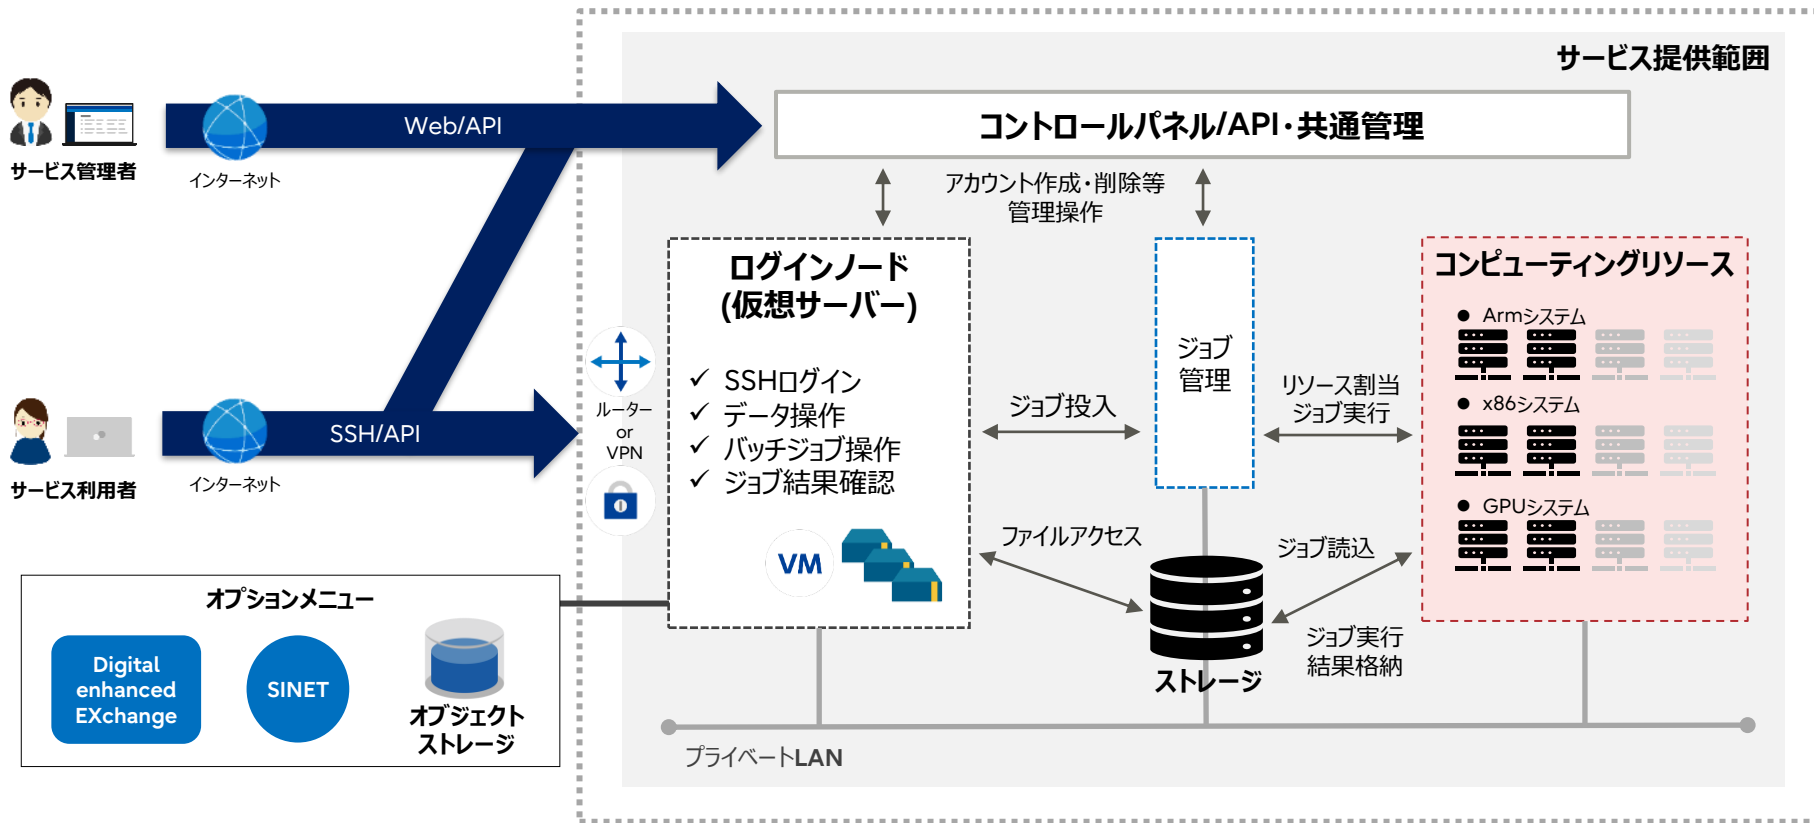 サービス提供範囲
コントロールパネル/API・共通管理
Web/API
サービス管理者
インターネット
アカウント作成・削除等
管理操作
ログインノード
(仮想サーバー)
✓ SSHログイン
✓ データ操作
✓ バッチジョブ操作
✓ ジョブ結果確認
VM
ジョブ
管理
コンピューティングリソース
● Armシステム
● x86システム
● GPUシステム
ルーター
or
VPN
SSH/API
サービス利用者
インターネット
ジョブ投入
リソース割当
ジョブ実行
ファイルアクセス
ジョブ読込
ジョブ実行
結果格納
ストレージ
プライベートLAN
オプションメニュー
Digital
enhanced
EXchange
SINET
オブジェクト
ストレージ